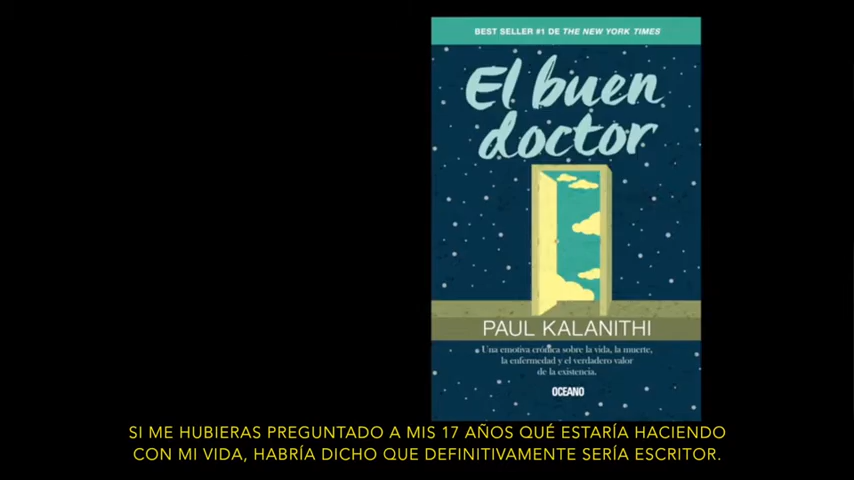 BEST SELLER #1 DE THE NEW YORK TIMES
El buen
doctor
PAUL KALANITHI
Una emotiva crónica sobre la vida, la muerte,
la enfermedad y el verdadero valor
de la existencia.
OCEANO
SI ME HUBIERAS PREGUNTADO A MIS 17 AÑOS QUÉ ESTARÍA HACIENDO
CON MI VIDA, HABRÍA DICHO QUE DEFINITIVAMENTE SERÍA ESCRITOR.